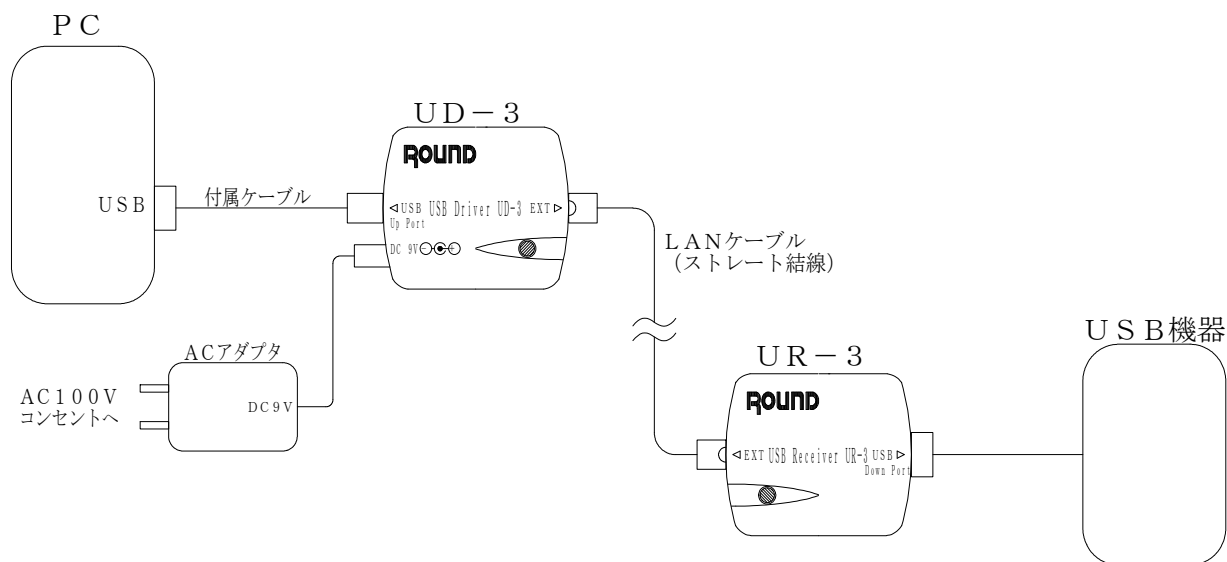 PC
USB
付属ケーブル
UD-3
ROUND
◁USB USB Driver UD-3 EXT▷
Up Port
DC 9V - +
LANケーブル
(ストレート結線)
ACアダプタ
AC100V
コンセントへ
DC9V
UR-3
ROUND
◁EXT USB Receiver UR-3 USB▷
Down Port
USB機器